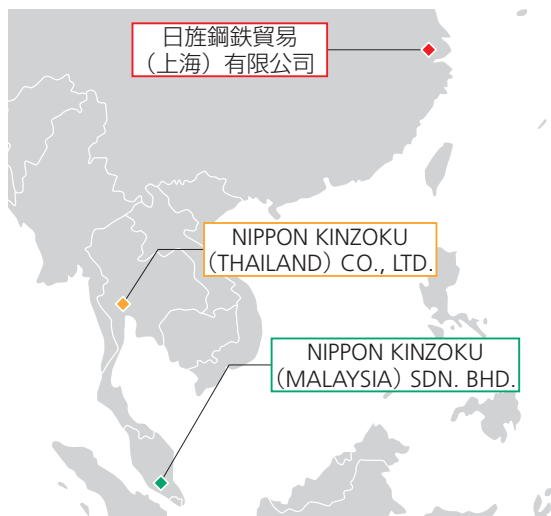 日旌鋼鉄貿易
（上海）有限公司
NIPPON KINZOKU
（THAILAND）CO., LTD.
NIPPON KINZOKU
（MALAYSIA）SDN. BHD.